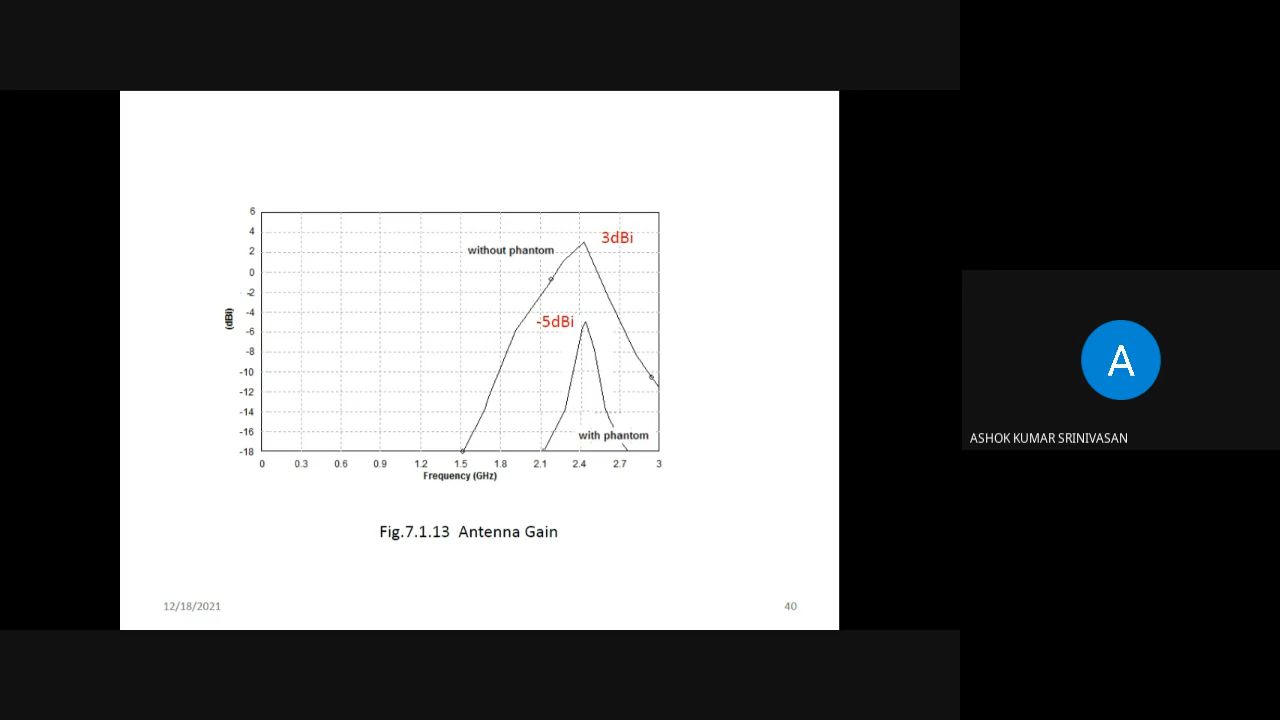 6
4
2
0
-2
-4
-6
-8
-10
-12
-14
-16
-18
(dBi)
without phantom
3dBi
-5dBi
with phantom
0 0.3 0.6 0.9 1.2 1.5 1.8 2.1 2.4 2.7 3
Frequency (GHz)
Fig.7.1.13 Antenna Gain
12/18/2021
40
A
ASHOK KUMAR SRINIVASAN